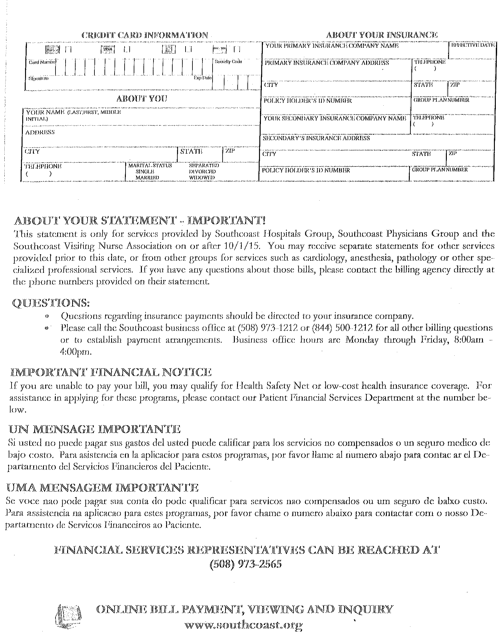 CREDIT CARD INFORMATION
Card Number
Security Code
Signature
Exp Date
ABOUT YOU
YOUR NAME (LAST, FIRST, MIDDLE
INITIAL)
ADDRESS
CITY STATE ZIP
TELEPHONE
( )
MARITAL STATUS SEPARATED
SINGLE DIVORCED
MARRIED WIDOWED
ABOUT YOUR INSURANCE
YOUR PRIMARY INSURANCE COMPANY NAME EFFECTIVE DATE
PRIMARY INSURANCE COMPANY ADDRESS TELEPHONE
( )
CITY STATE ZIP
POLICY HOLDER'S ID NUMBER GROUP PLAN NUMBER
YOUR SECONDARY INSURANCE COMPANY NAME TELEPHONE
( )
SECONDARY'S INSURANCE ADDRESS
CITY STATE ZIP
POLICY HOLDER'S ID NUMBER GROUP PLAN NUMBER
ABOUT YOUR STATEMENT - IMPORTANT!
This statement is only for services provided by Southcoast Hospitals Group, Southcoast Physicians Group and the
Southcoast Visiting Nurse Association on or after 10/1/15. You may receive separate statements for other services
provided prior to this date, or from other groups for services such as cardiology, anesthesia, pathology or other spe-
cialized professional services. If you have any questions about those bills, please contact the billing agency directly at
the phone numbers provided on their statement.
QUESTIONS:
• Questions regarding insurance payments should be directed to your insurance company.
• Please call the Southcoast business office at (508) 973-1212 or (844) 500-1212 for all other billing questions
or to establish payment arrangements. Business office hours are Monday through Friday, 8:00am -
4:00pm.
IMPORTANT FINANCIAL NOTICE
If you are unable to pay your bill, you may qualify for Health Safety Net or low-cost health insurance coverage. For
assistance in applying for these programs, please contact our Patient Financial Services Department at the number be-
low.
UN MENSAGE IMPORTANTE
Si usted no puede pagar sus gastos del usted puede calificar para los servicios no compensados o un seguro medico de
bajo costo. Para asistencia en la aplicacior para estos programas, por favor llame al numero abajo para contac ar el De-
partamento del Servicios Financieros del Paciente.
UMA MENSAGEM IMPORTANTE
Se voce nao pode pagar sua conta do pode qualificar para servicos nao compensados ou um seguro de baixo custo.
Para assistencia na aplicacao para estes programas, por favor chame o numero abaixo para contactar com o nosso De-
partamento de Servicos Financeiros ao Paciente.
FINANCIAL SERVICES REPRESENTATIVES CAN BE REACHED AT
(508) 973-2565
ONLINE BILL PAYMENT, VIEWING AND INQUIRY
www.southcoast.org